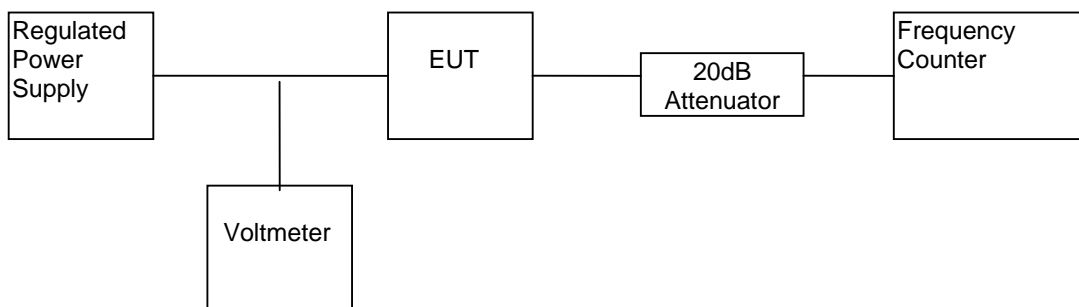 Regulated
Power
Supply
EUT
20dB
Attenuator
Frequency
Counter
Voltmeter